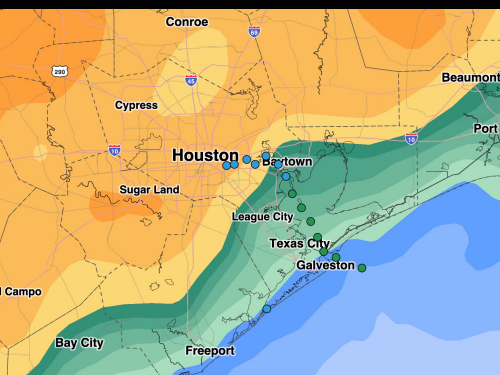 Conroe
69
290
45
Beaumont
Cypress
Port
10
10
Houston
Baytown
Sugar Land
League City
Texas City
Galveston
Campo
Bay City
Freeport